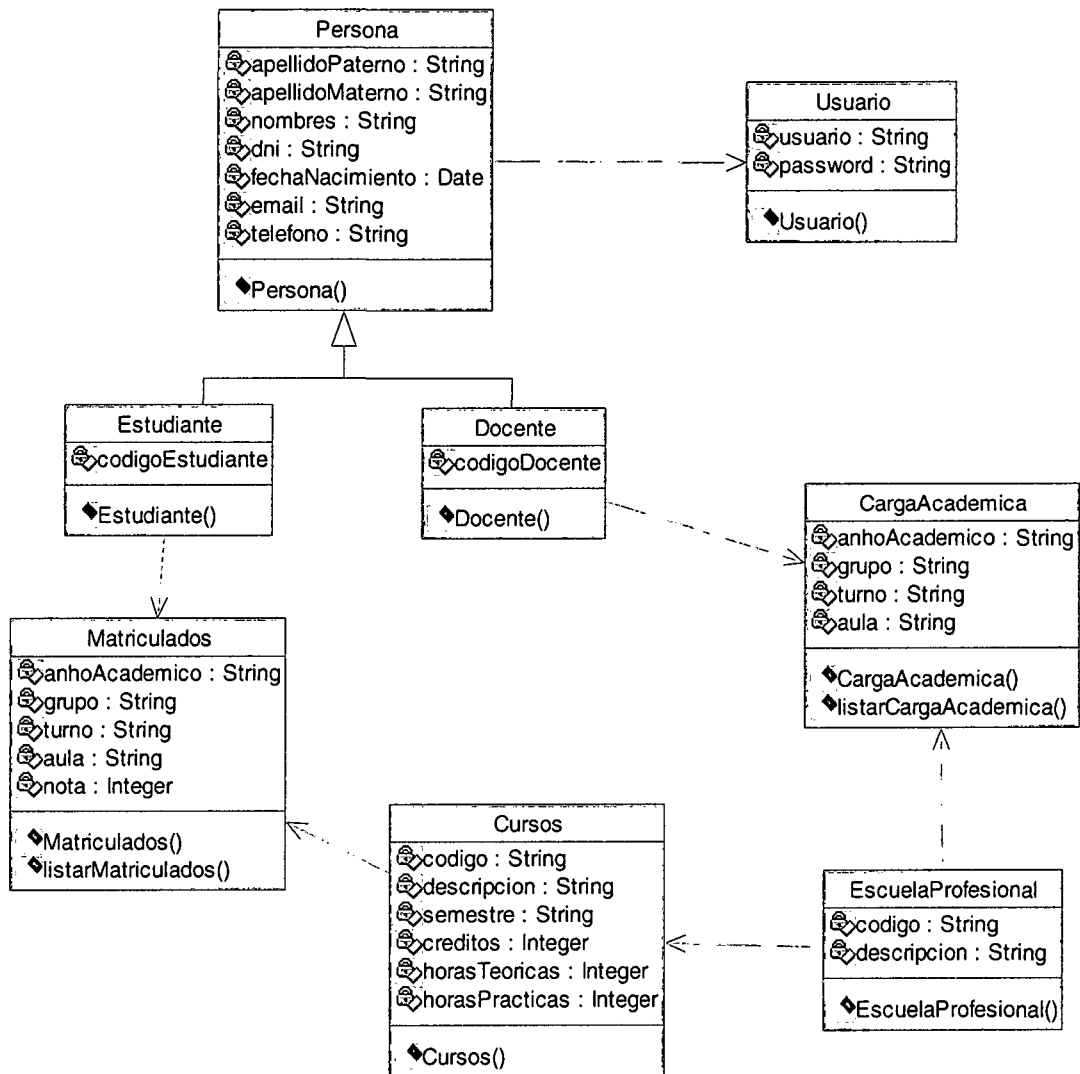 Persona
apellidoPaterno : String
apellidoMaterno : String
nombres : String
dni : String
fechaNacimiento : Date
email : String
telefono : String
Persona()
Usuario
usuario : String
password : String
Usuario()
Estudiante
codigoEstudiante
Estudiante()
Docente
codigoDocente
Docente()
CargaAcademica
anhoAcademico : String
grupo : String
turno : String
aula : String
CargaAcademica()
listarCargaAcademica()
Matriculados
anhoAcademico : String
grupo : String
turno : String
aula : String
nota : Integer
Matriculados()
listarMatriculados()
Cursos
codigo : String
descripcion : String
semestre : String
creditos : Integer
horasTeoricas : Integer
horasPracticas : Integer
Cursos()
EscuelaProfesional
codigo : String
descripcion : String
EscuelaProfesional()